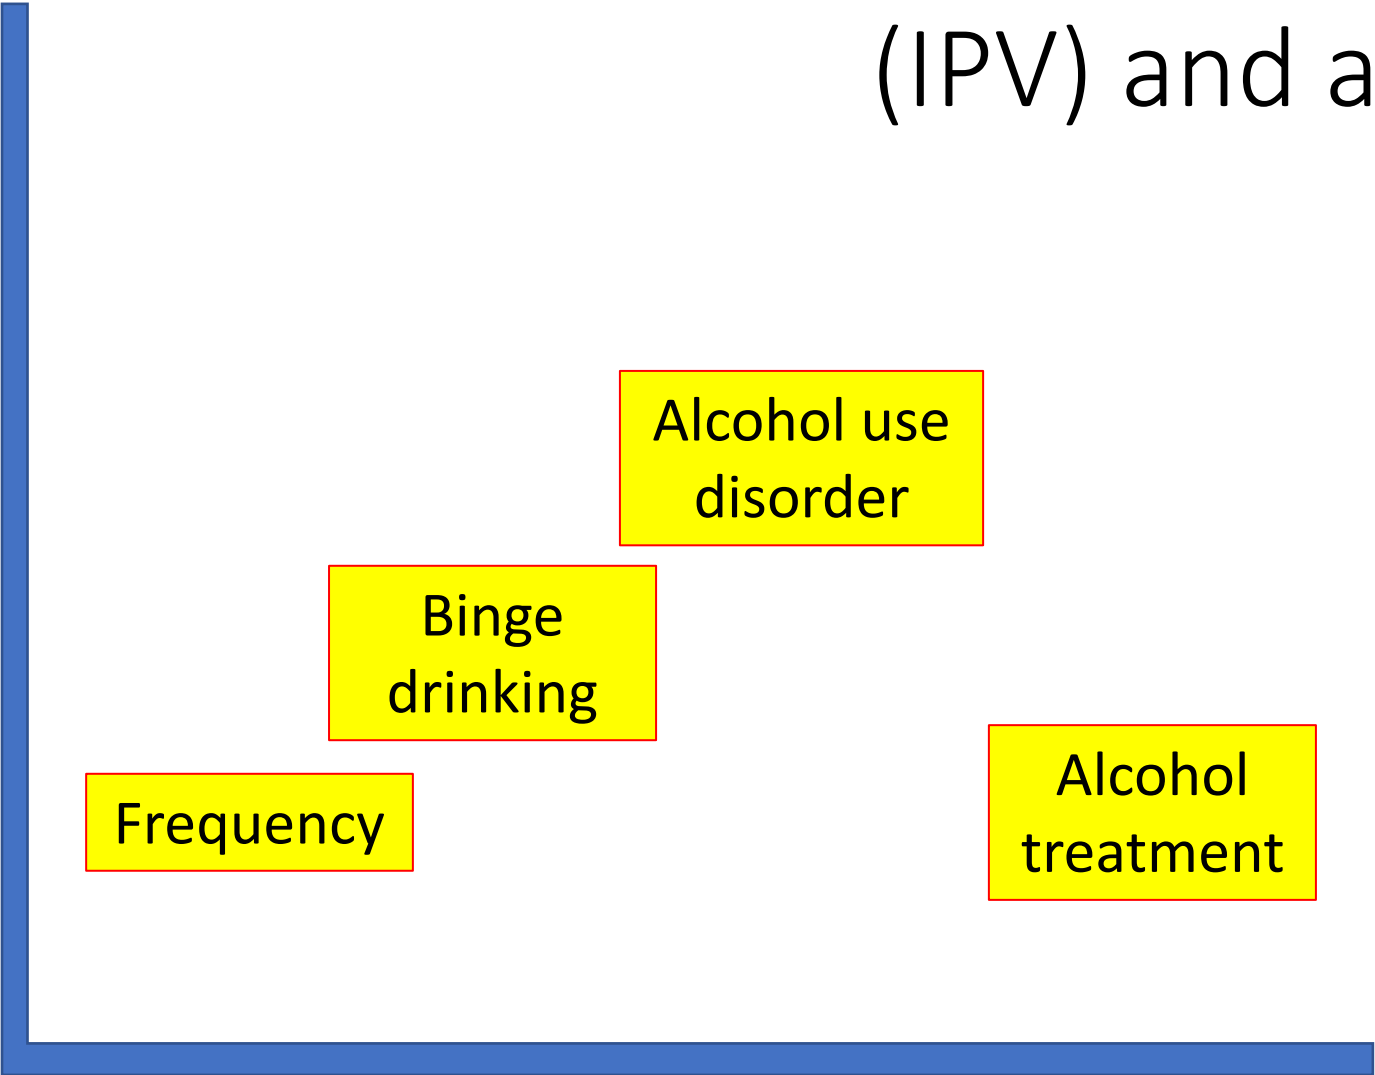 (IPV) and a
Alcohol use
disorder
Binge
drinking
Frequency
Alcohol
treatment